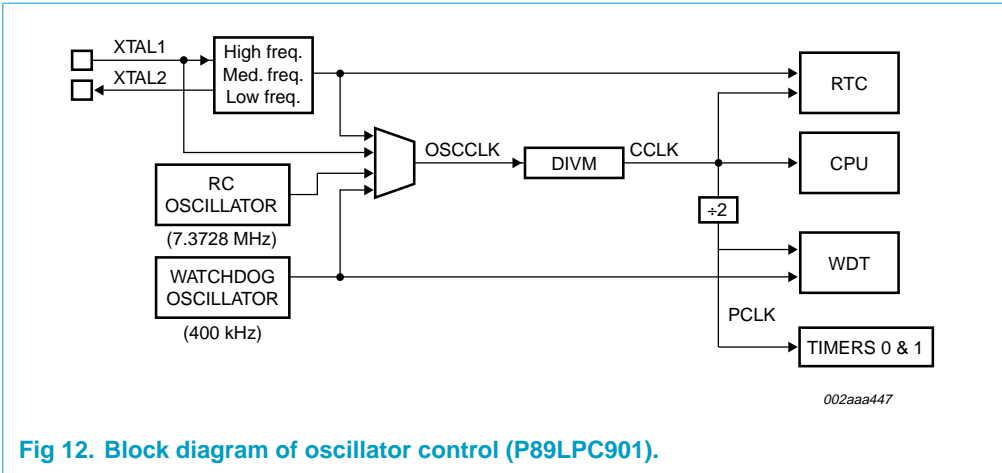 XTAL1
XTAL2
High freq.
Med. freq.
Low freq.
RTC
OSCCLK
DIVM
CCLK
CPU
RC
OSCILLATOR
(7.3728 MHz)
÷2
WATCHDOG
OSCILLATOR
(400 kHz)
WDT
PCLK
TIMERS 0 & 1
002aaa447
Fig 12. Block diagram of oscillator control (P89LPC901).